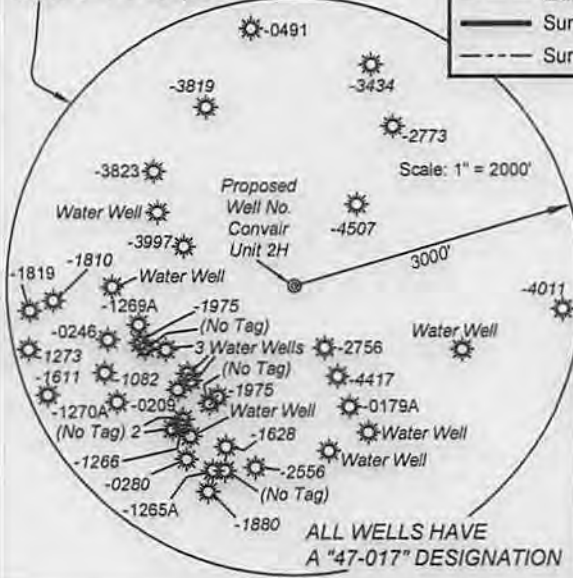 -0491
Sur
Sur
-3434
-3819
-2773
-3823
Scale: 1" = 2000'
Proposed
Well No.
Convair
Unit 2H
Water Well
-4507
-3997
3000'
-1810
Water Well
-1819
-4011
-1269A
-1975
(No Tag)
-0246
3 Water Wells
-2756
Water Well
(No Tag)
-1273
-1082
-4417
-1611
-1975
-0209
-0179A
-1270A
Water Well
(No Tag) 2
Water Well
-1628
-1266
Water Well
-0280
-2556
(No Tag)
-1265A
-1880
ALL WELLS HAVE
A "47-017" DESIGNATION